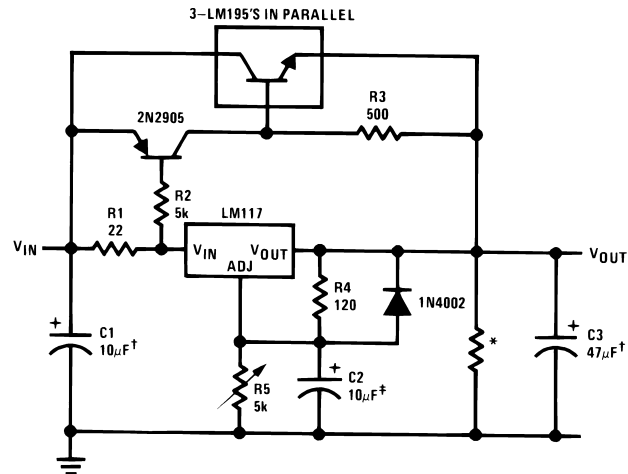 3–LM195'S IN PARALLEL
R3
500
2N2905
R2
5k
R1
22
LM117
VIN
VIN
VOUT
ADJ
VOUT
R4
120
1N4002
C1
10μF†
R5
5k
C2
10μF‡
*
C3
47μF†